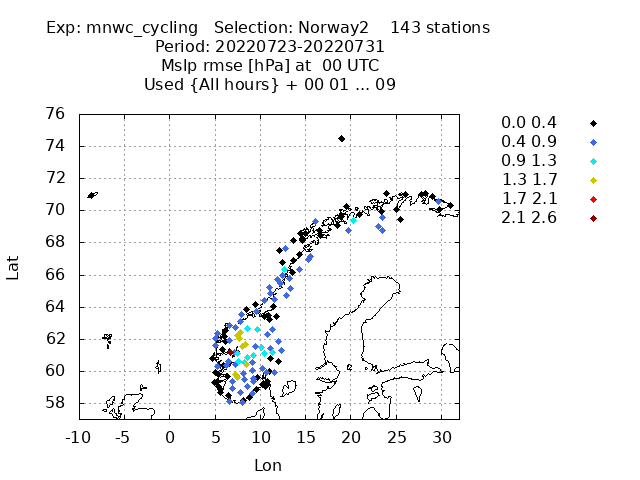 Exp: mnwc_cycling   Selection: Norway2    143 stations
Period: 20220723-20220731
Mslp rmse [hPa] at  00 UTC
Used {All hours} + 00 01 ... 09
76
74
72
70
68
66
64
62
60
58
Lat
-10 -5 0 5 10 15 20 25 30
Lon
0.0 0.4
0.4 0.9
0.9 1.3
1.3 1.7
1.7 2.1
2.1 2.6